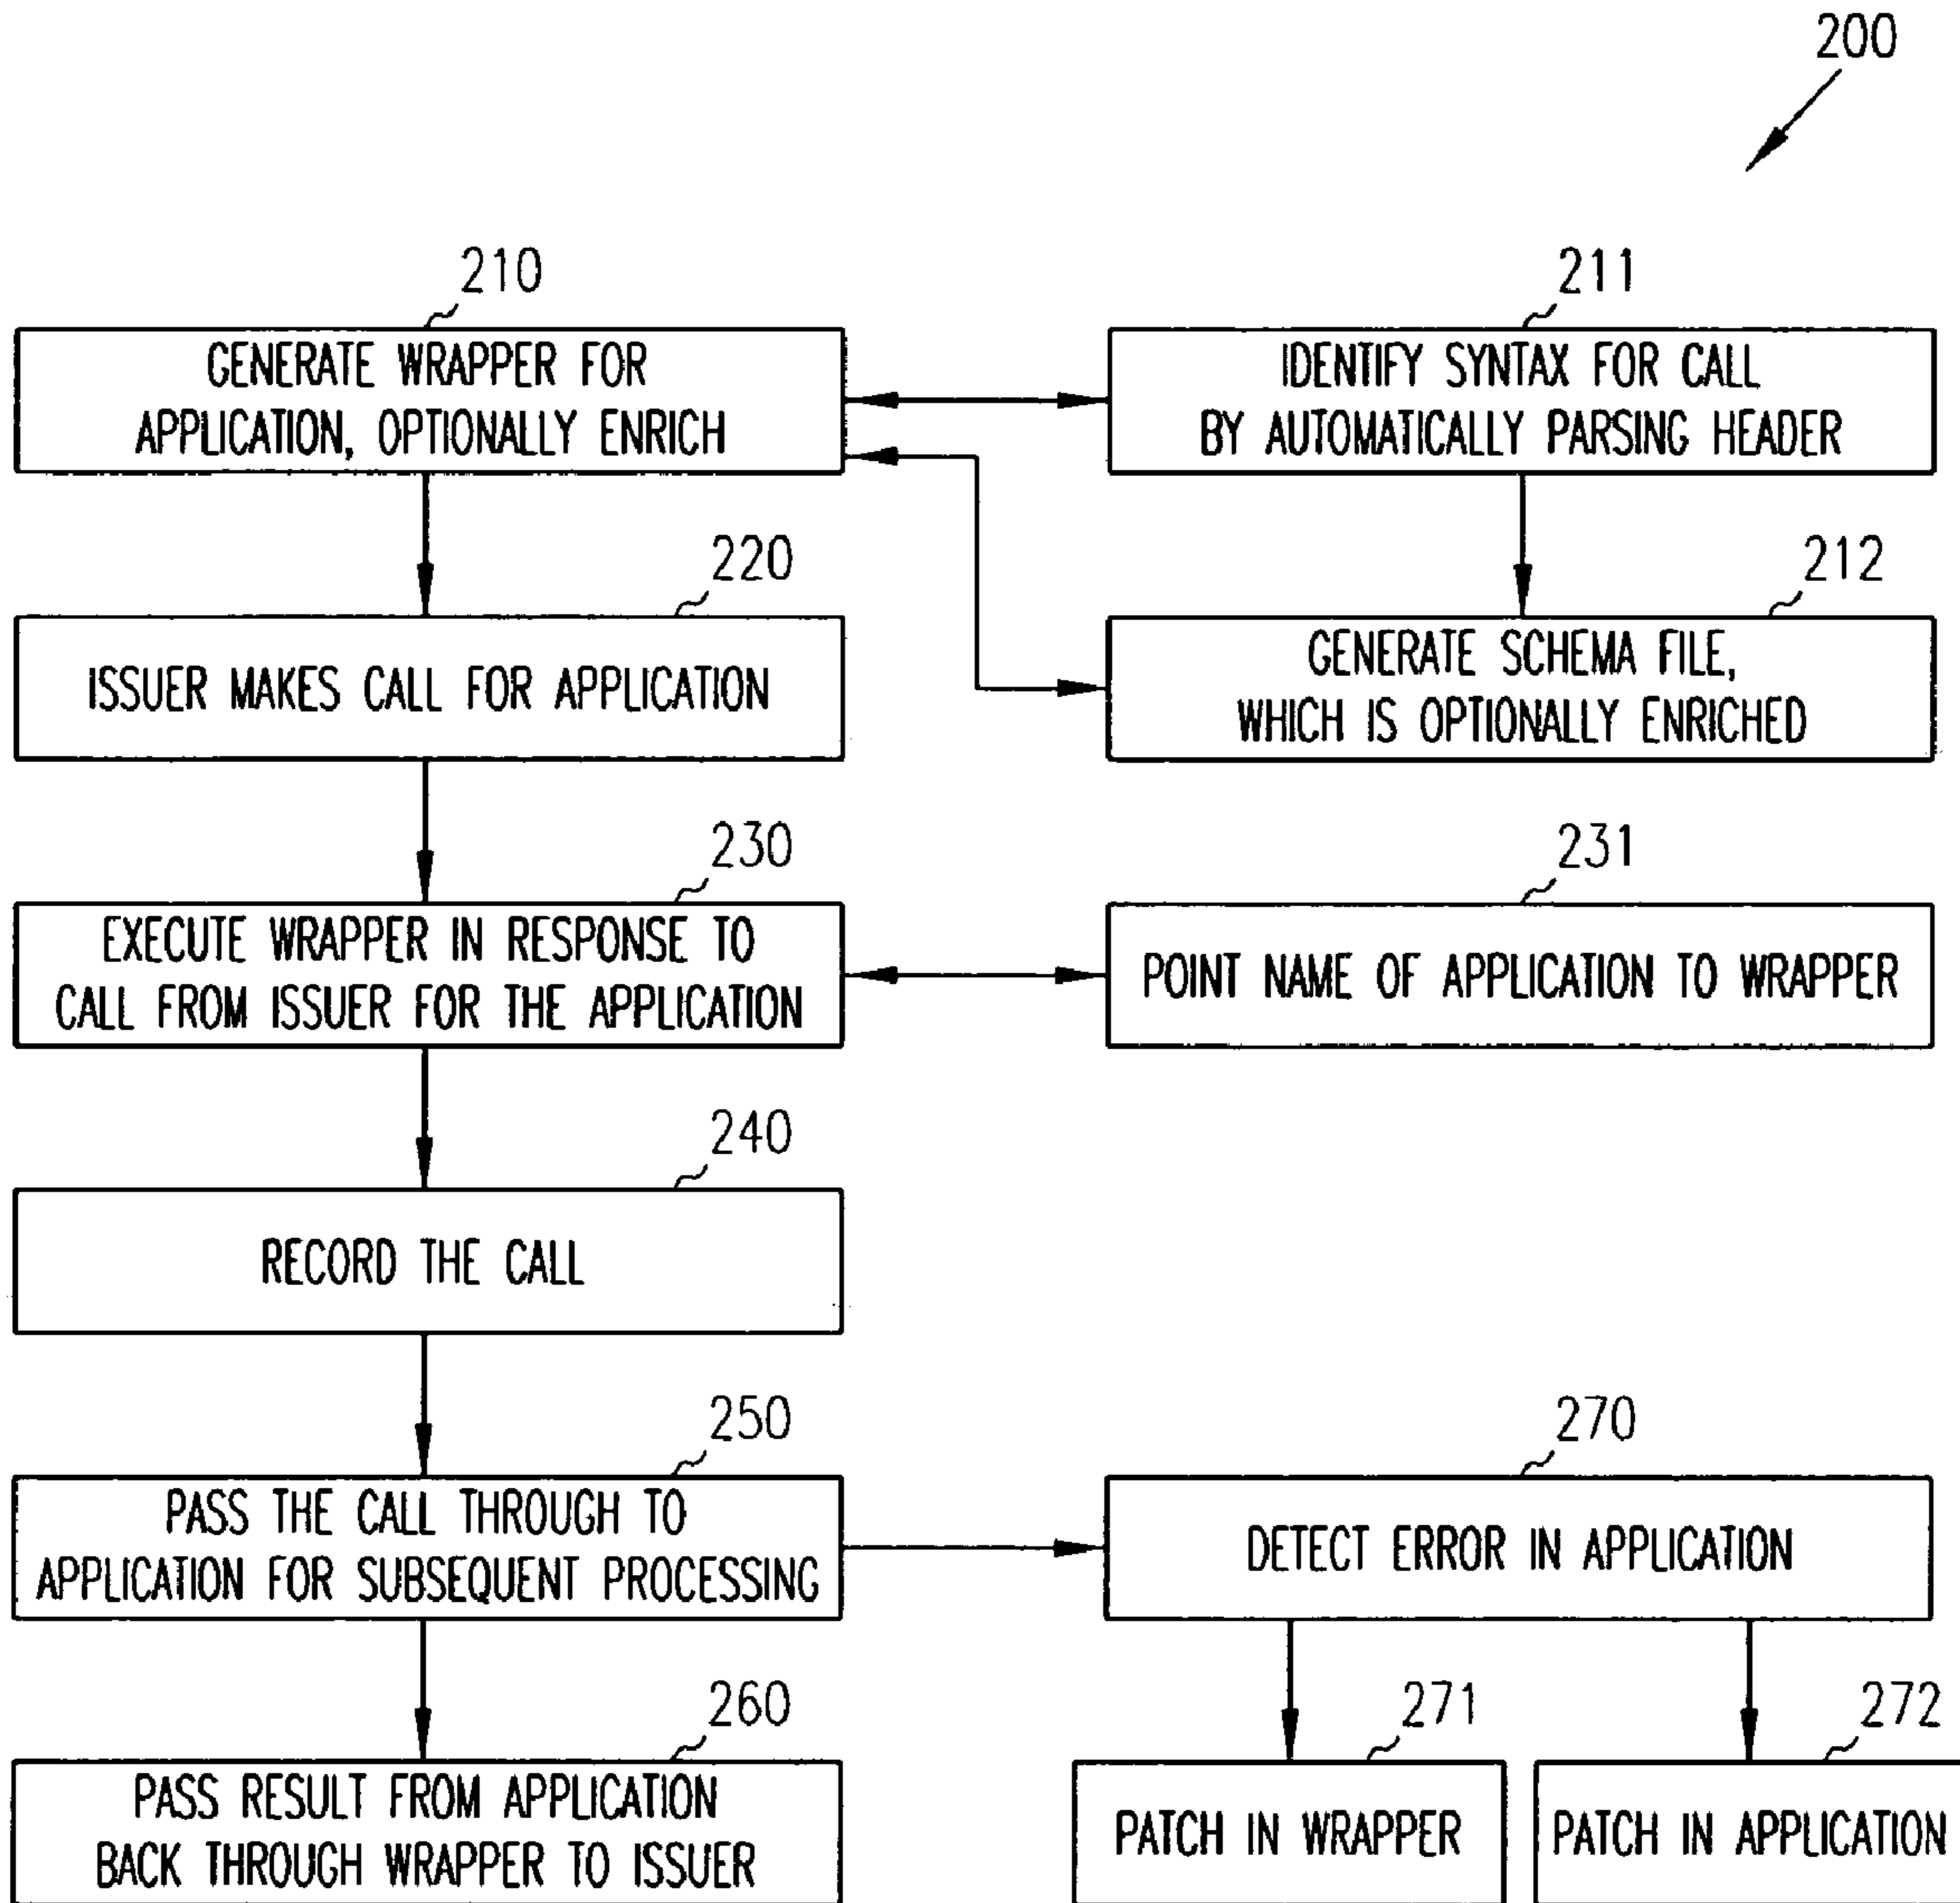 200
210
GENERATE WRAPPER FOR
APPLICATION, OPTIONALLY ENRICH
211
IDENTIFY SYNTAX FOR CALL
BY AUTOMATICALLY PARSING HEADER
220
ISSUER MAKES CALL FOR APPLICATION
212
GENERATE SCHEMA FILE,
WHICH IS OPTIONALLY ENRICHED
230
EXECUTE WRAPPER IN RESPONSE TO
CALL FROM ISSUER FOR THE APPLICATION
231
POINT NAME OF APPLICATION TO WRAPPER
240
RECORD THE CALL
250
PASS THE CALL THROUGH TO
APPLICATION FOR SUBSEQUENT PROCESSING
270
DETECT ERROR IN APPLICATION
260
PASS RESULT FROM APPLICATION
BACK THROUGH WRAPPER TO ISSUER
271
PATCH IN WRAPPER
272
PATCH IN APPLICATION